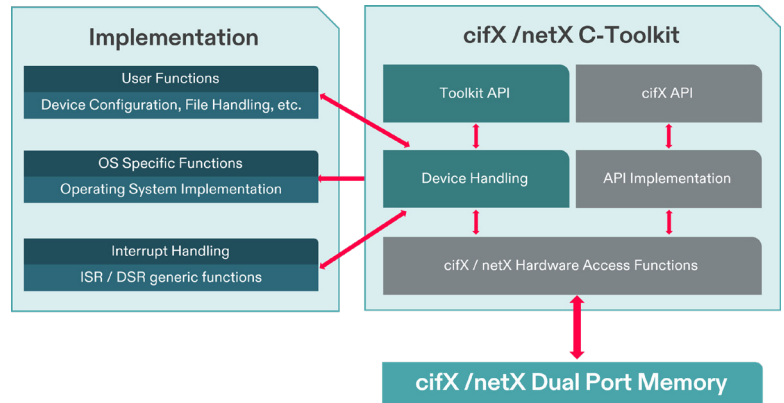 Implementation
User Functions
Device Configuration, File Handling, etc.
OS Specific Functions
Operating System Implementation
Interrupt Handling
ISR / DSR generic functions
cifX /netX C-Toolkit
Toolkit API
cifX API
Device Handling
API Implementation
cifX / netX Hardware Access Functions
cifX /netX Dual Port Memory